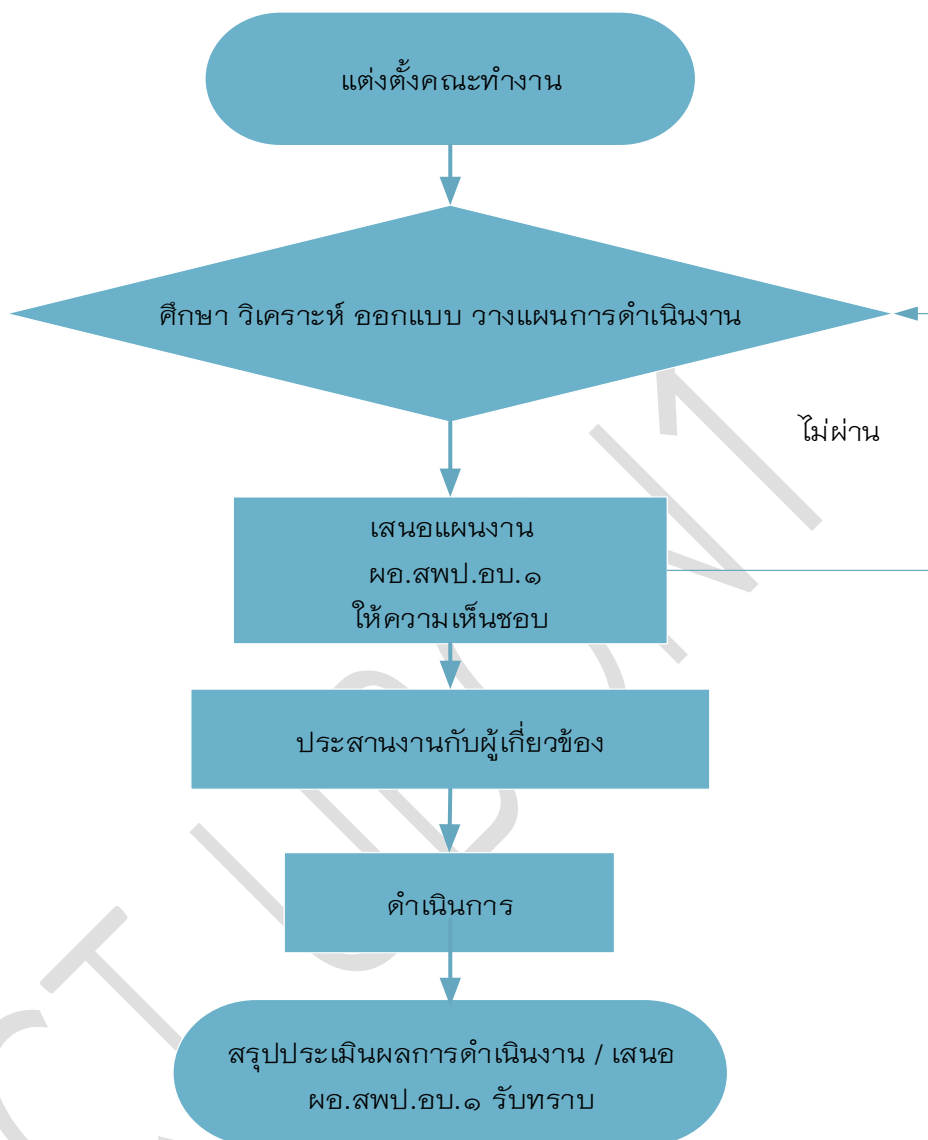 แต่งตั้งคณะทำงาน
ศึกษา วิเคราะห์ ออกแบบ วางแผนการดำเนินงาน
ไม่ผ่าน
เสนอแผนงาน
ผอ.สพป.อบ.๑
ให้ความเห็นชอบ
ประสานงานกับผู้เกี่ยวข้อง
ดำเนินการ
สรุปประเมินผลการดำเนินงาน / เสนอ
ผอ.สพป.อบ.๑ รับทราบ